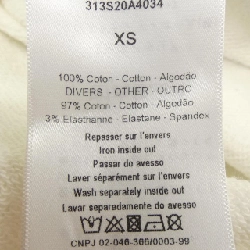 313S20A4034
XS
100% Coton - Cotton - Algodão
DIVERS - OTHER - OUTRO
97% Coton - Cotton - Algodão
3% Elasthanne - Elastane - Spandex
Repasser sur l'envers
Iron inside out
Passar do avesso
Laver séparément sur l'envers
Wash separately inside out
Lavar separadamente do avesso
CNPJ 02-046-365/0003-99